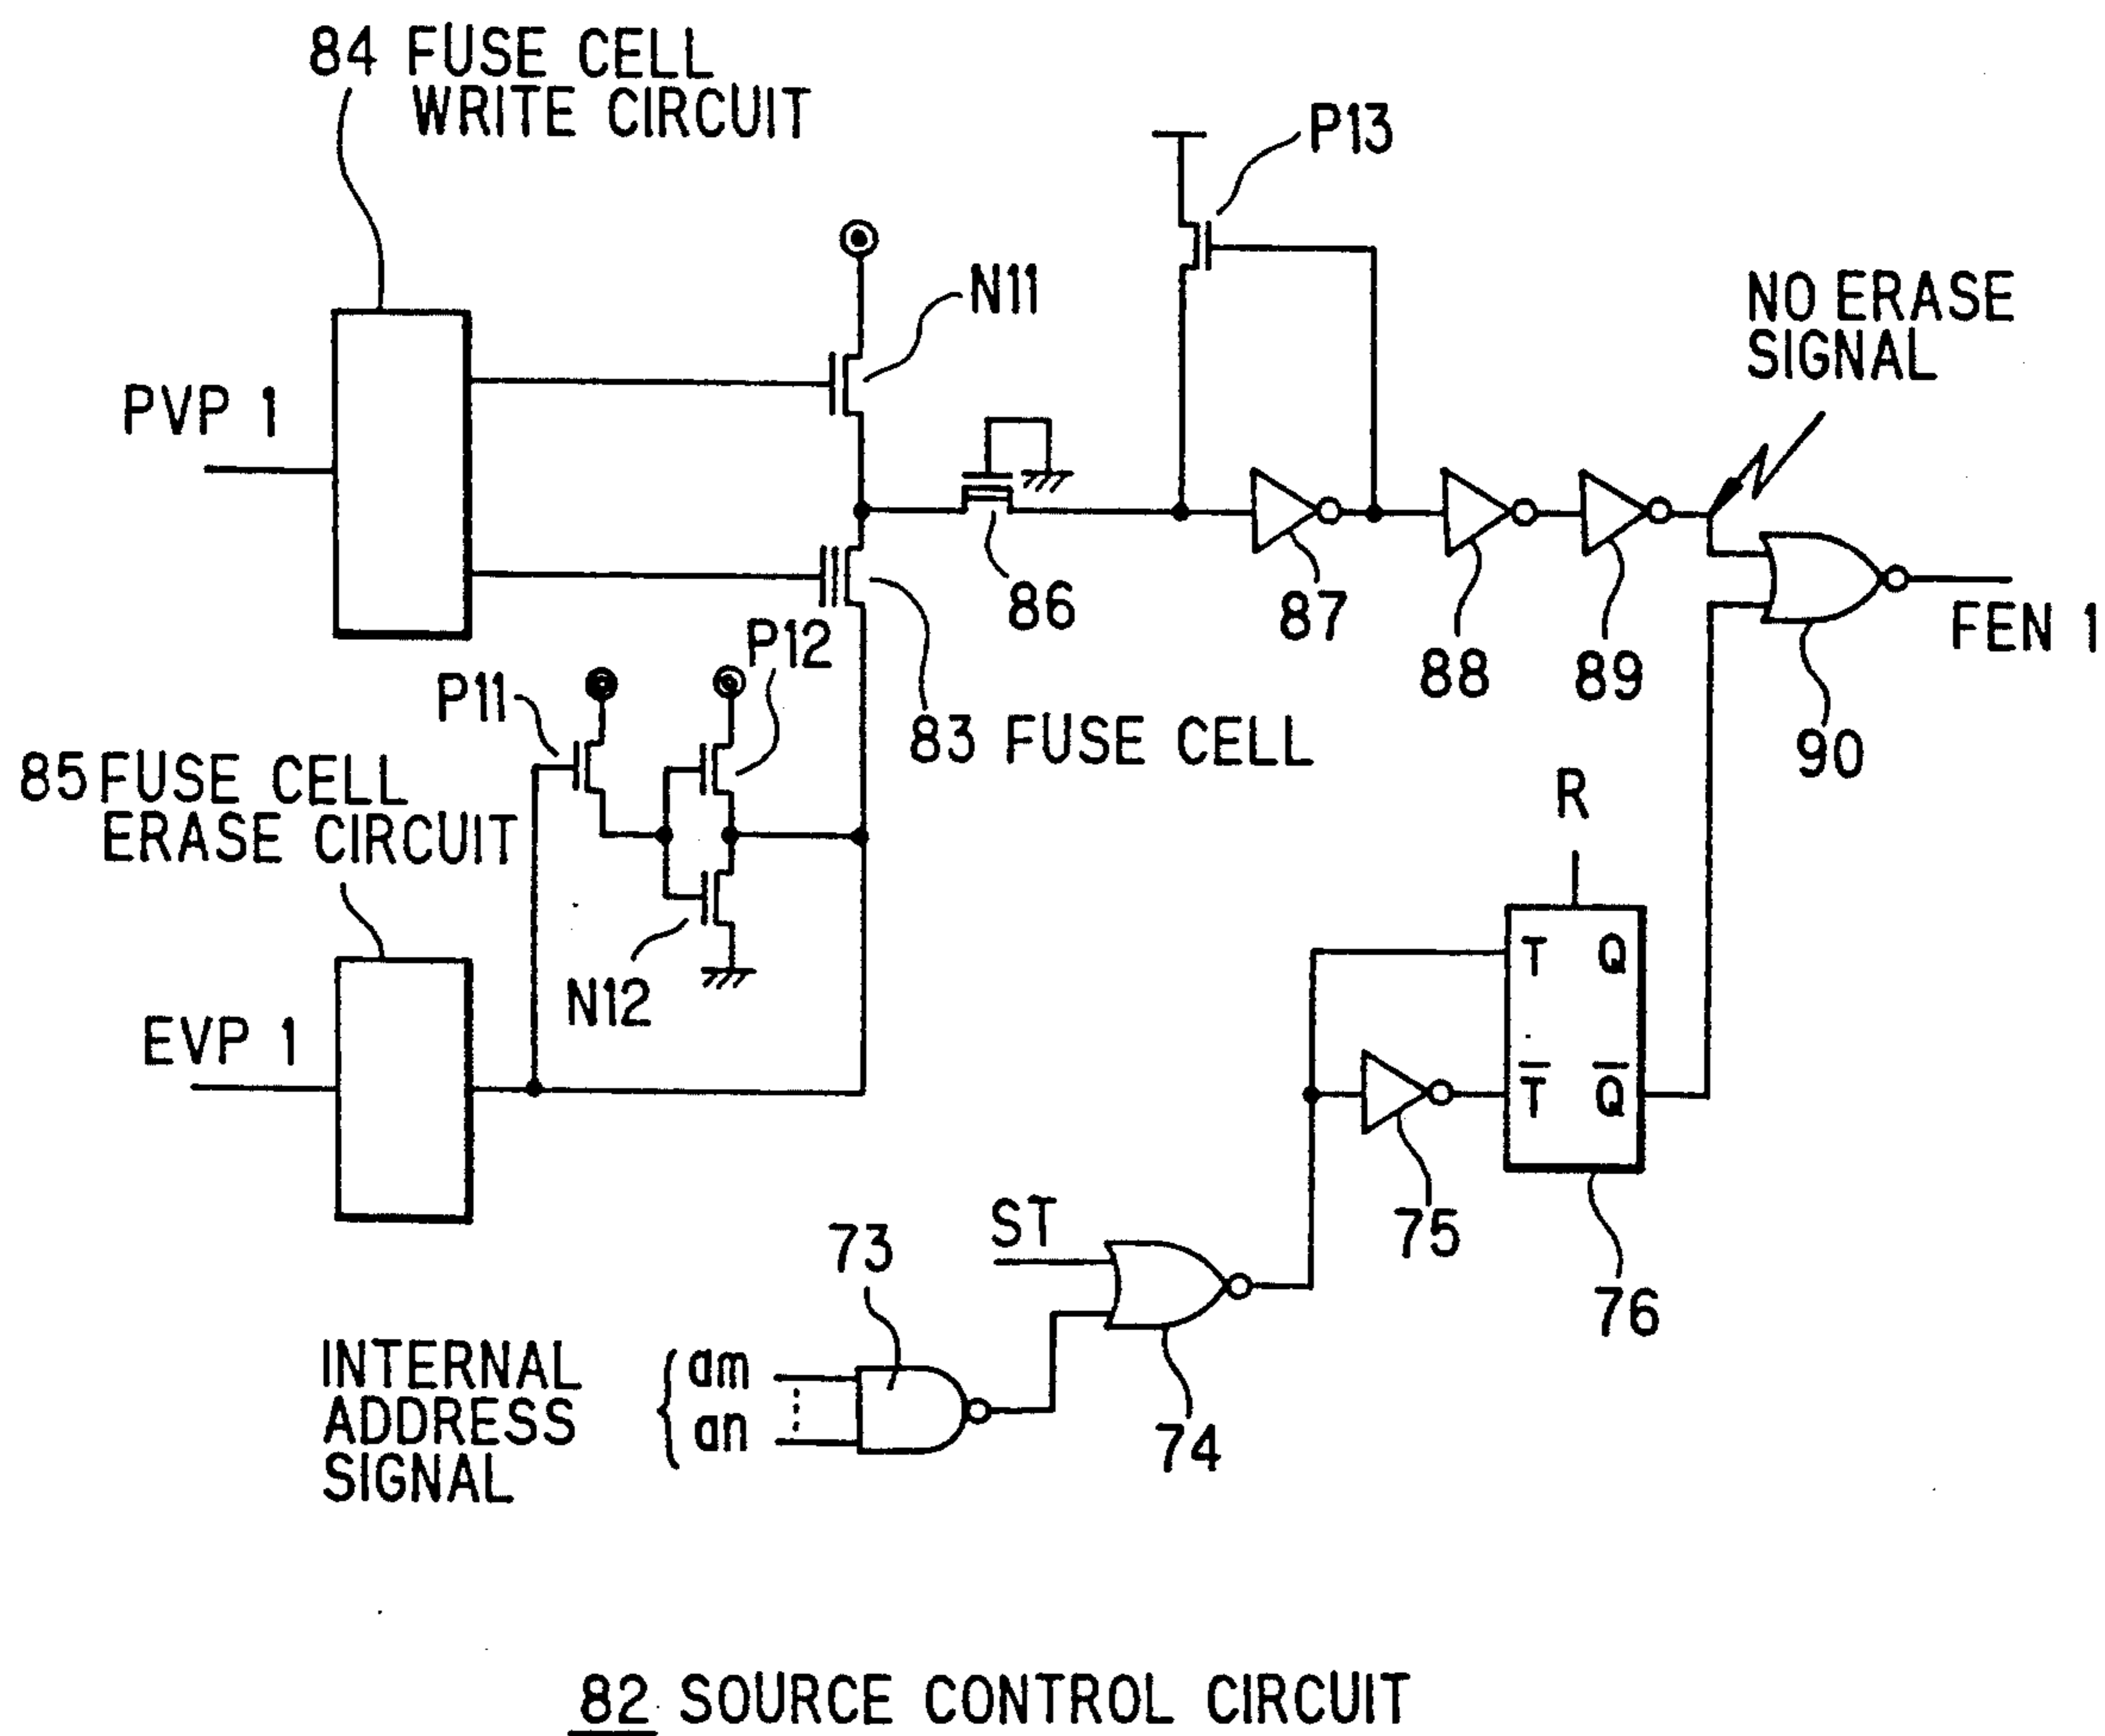 84 FUSE CELL
WRITE CIRCUIT
P13
N11
NO ERASE
SIGNAL
PVP 1
86
87
88
89
FEN 1
P12
P11
83 FUSE CELL
90
85 FUSE CELL
ERASE CIRCUIT
R
T Q
N12
EVP 1
T̅ Q̅
75
ST
73
76
INTERNAL
ADDRESS
SIGNAL
am
an
74
82 SOURCE CONTROL CIRCUIT